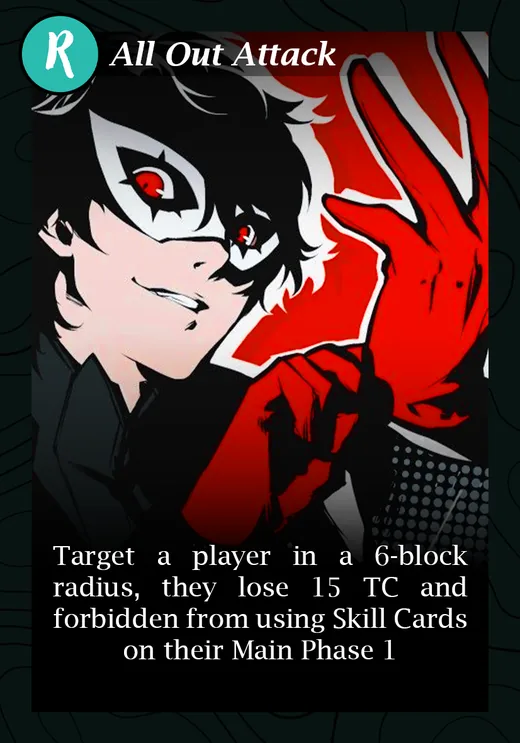 R
All Out Attack
Target a player in a 6-block
radius, they lose 15 TC and
forbidden from using Skill Cards
on their Main Phase 1